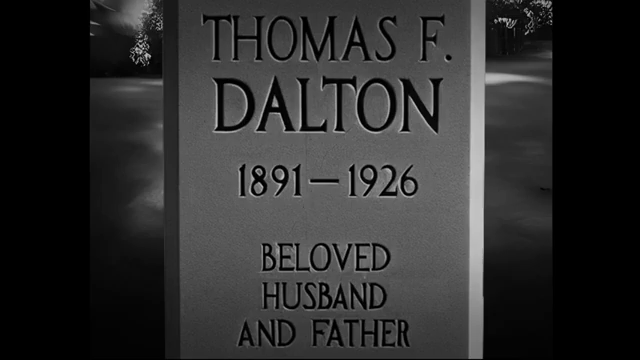 THOMAS F.
DALTON
1891—1926
BELOVED
HUSBAND
AND FATHER